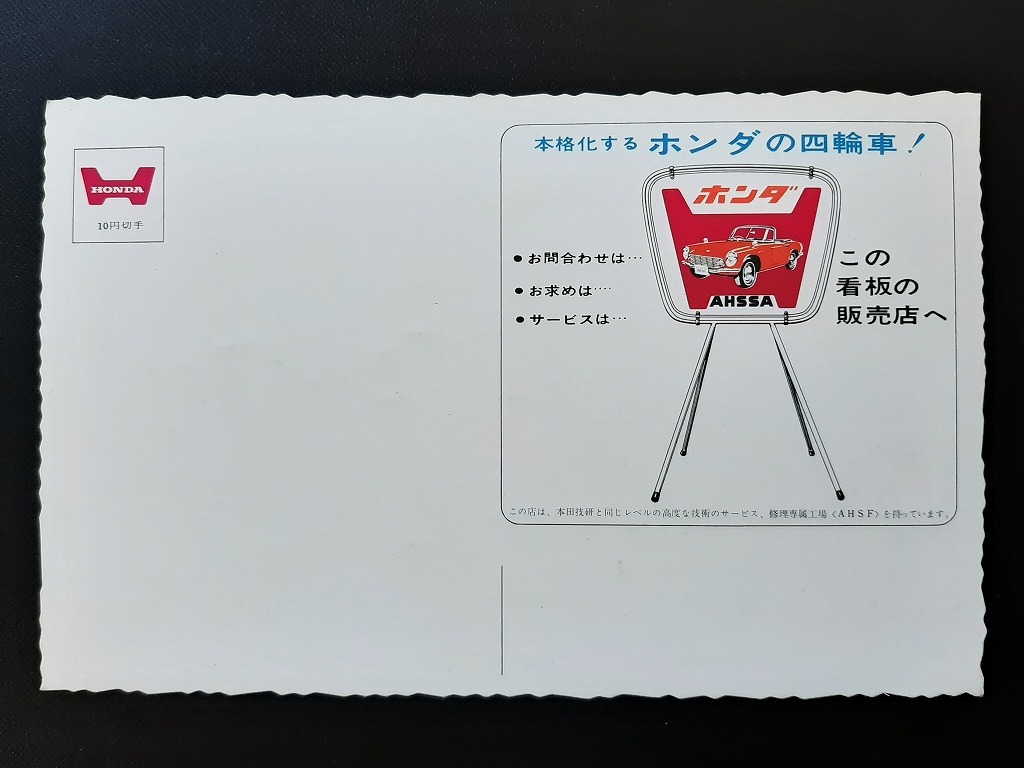 HONDA
10円切手
本格化する ホンダの四輪車！
ホンダ
AHSSA
●お問合わせは…
●お求めは‥‥
●サービスは…
この
看板の
販売店へ
この店は、本田技研と同じレベルの高度な技術のサービス、修理専属工場〈AHSF〉を持っています。